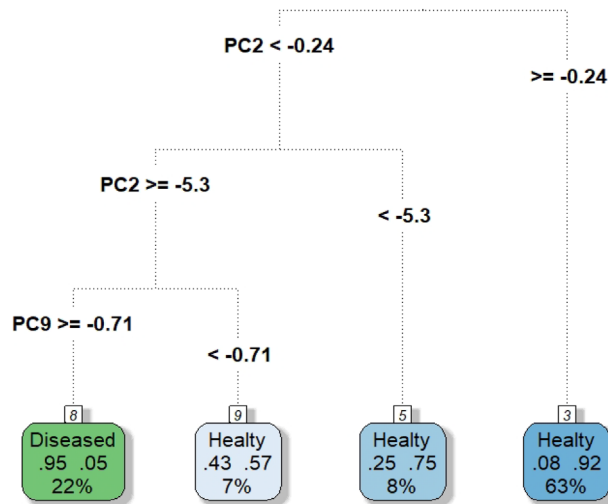 PC2 < -0.24
>= -0.24
PC2 >= -5.3
< -5.3
PC9 >= -0.71
< -0.71
8
Diseased
.95 .05
22%
9
Healty
.43 .57
7%
5
Healty
.25 .75
8%
3
Healty
.08 .92
63%